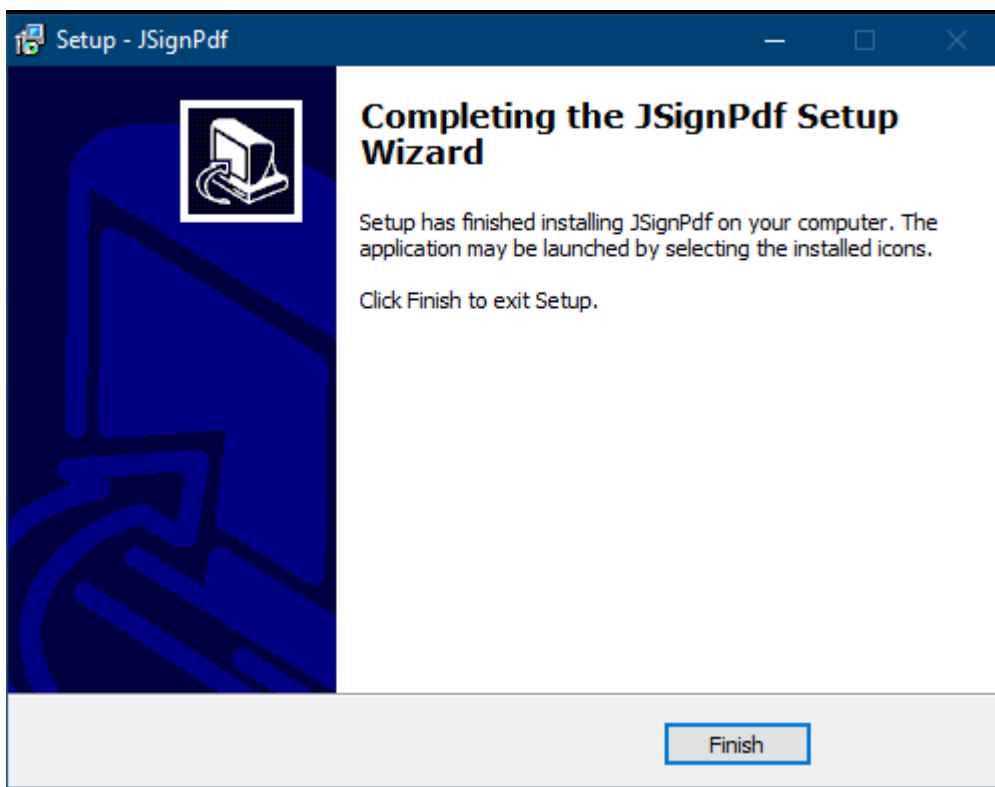 Setup - JSignPdf
Completing the JSignPdf Setup
Wizard
Setup has finished installing JSignPdf on your computer. The
application may be launched by selecting the installed icons.
Click Finish to exit Setup.
Finish